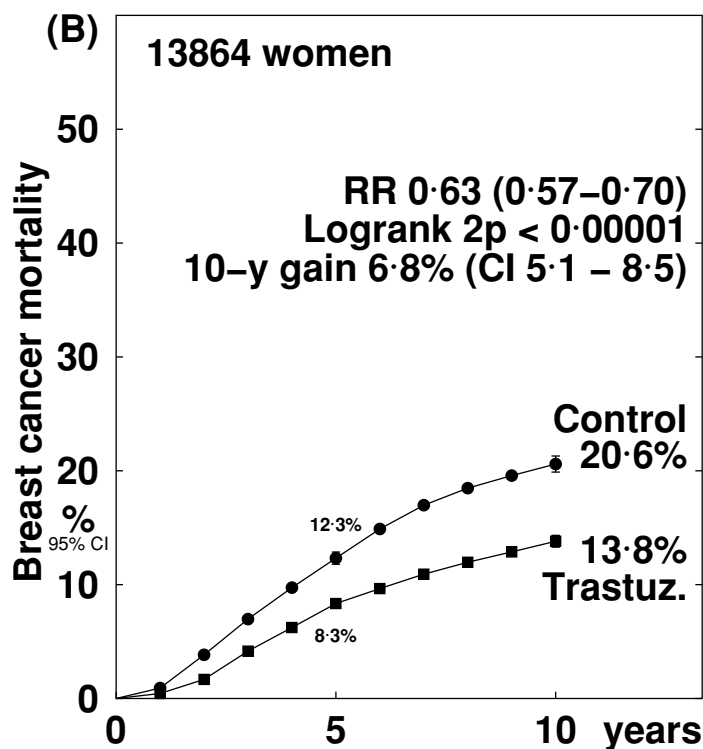 (B)
13864 women
50
RR 0·63 (0·57−0·70)
Logrank 2p < 0·00001
40
10−y gain 6·8% (CI 5·1 − 8·5)
Breast cancer mortality
%
95% CI
30
Control
20·6%
20
12·3%
13·8%
Trastuz.
10
8·3%
0
0
5
10
years